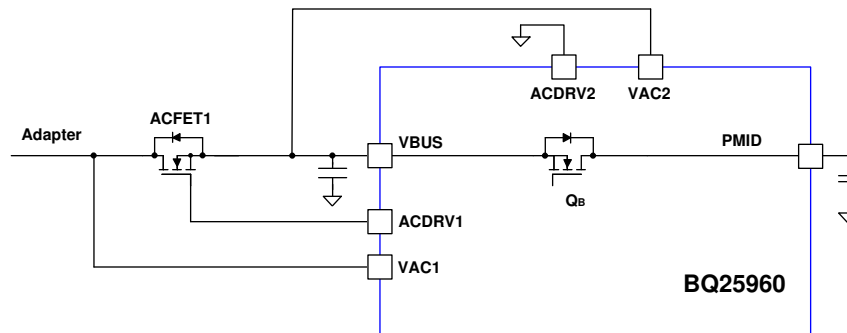 ACDRV2
VAC2
Adapter
ACFET1
VBUS
PMID
QB
ACDRV1
VAC1
BQ25960